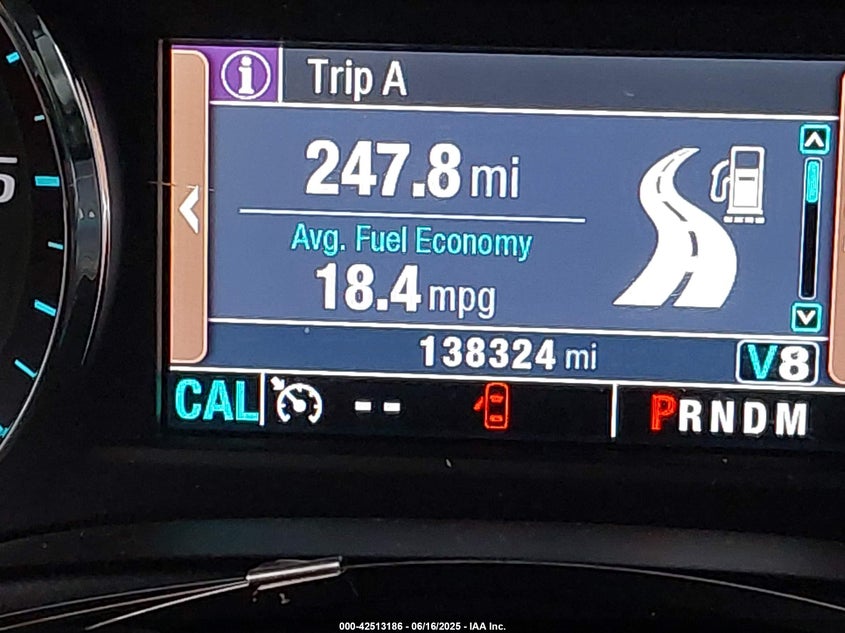 Trip A
247.8 mi
Avg. Fuel Economy
18.4 mpg
138324 mi
V8
CAL
--
PRNDM
000-42513186 - 06/16/2025 - IAA Inc.